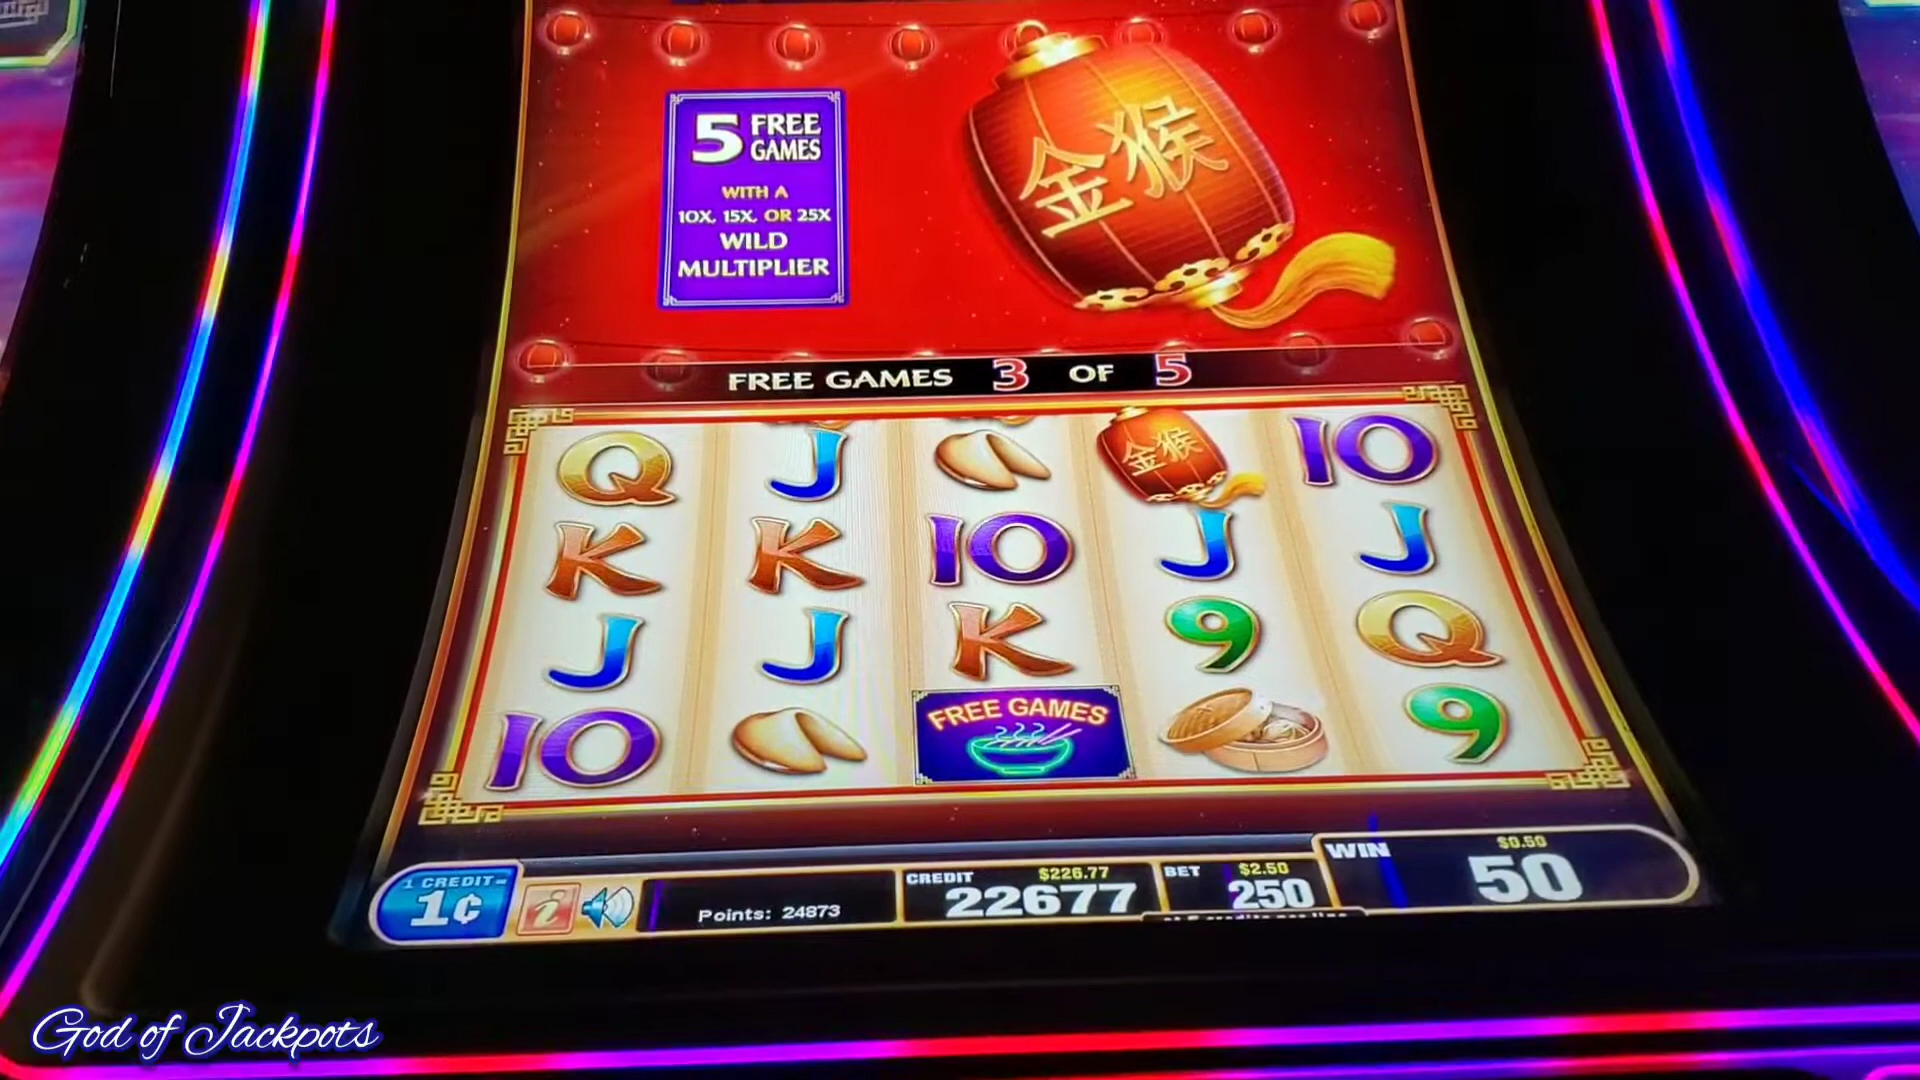 5 FREE
GAMES
WITH A
10X, 15X, OR 25X
WILD
MULTIPLIER
金猴
FREE GAMES 3 OF 5
Q J 金猴 10
K K 10 J J
J J K 9 Q
10 FREE GAMES 9
1 CREDIT=
1¢
Points: 24873
CREDIT $226.77
22677
BET $2.50
250
WIN $0.50
50
God of Jackpots